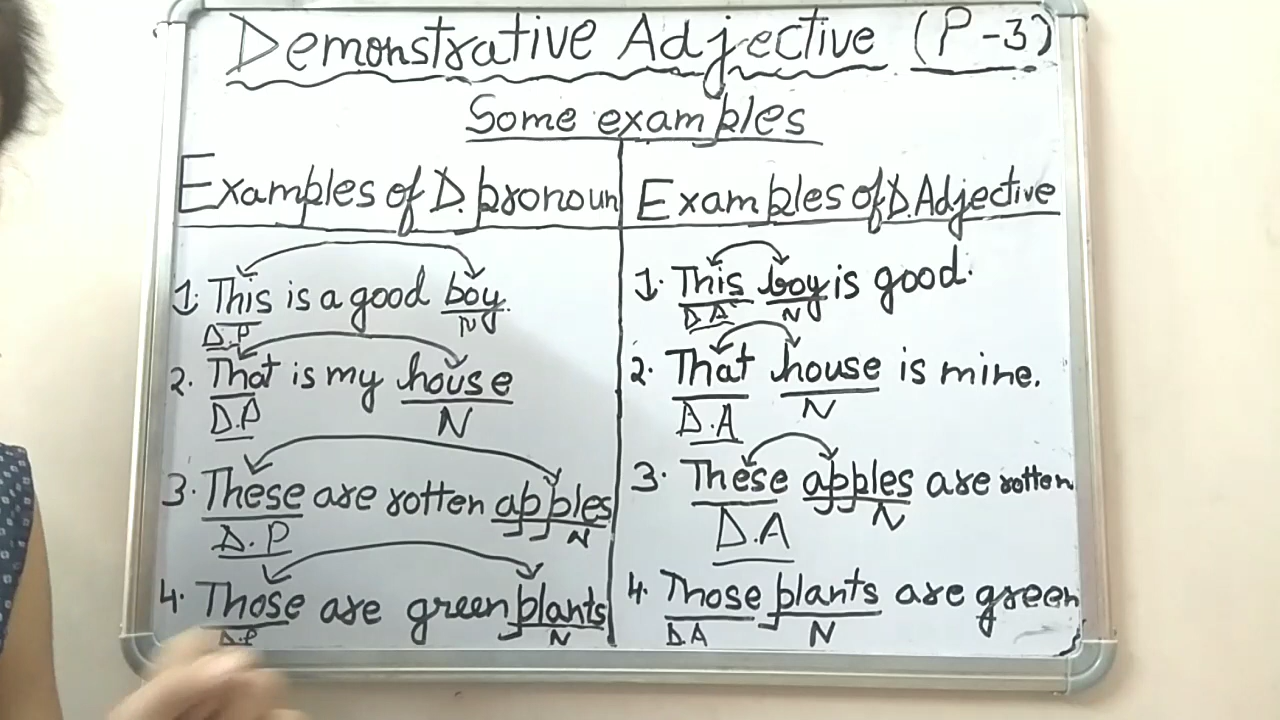 Demonstrative Adjective (P-3)
Some examples
Examples of D. pronoun
1. This is a good boy.
D.P N
2. That is my house
D.P N
3. These are rotten apples
D.P N
4. Those are green plants
D.P N
Examples of D. Adjective
1. This boy is good.
D A N
2. That house is mine.
D.A N
3. These apples are rotten
D.A N
4. Those plants are green
D.A N